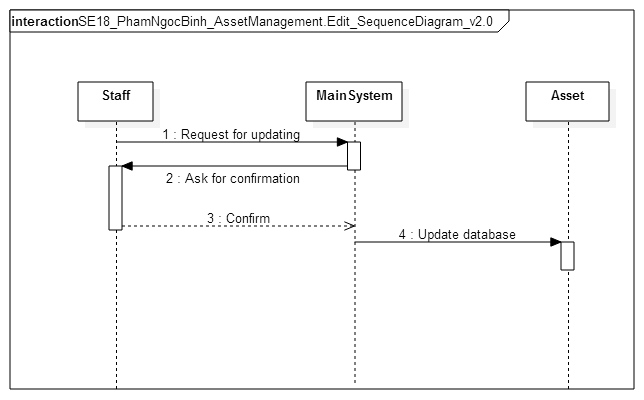 interactionSE18_PhamNgocBinh_AssetManagement.Edit_SequenceDiagram_v2.0
Staff
MainSystem
Asset
1 : Request for updating
2 : Ask for confirmation
3 : Confirm
4 : Update database